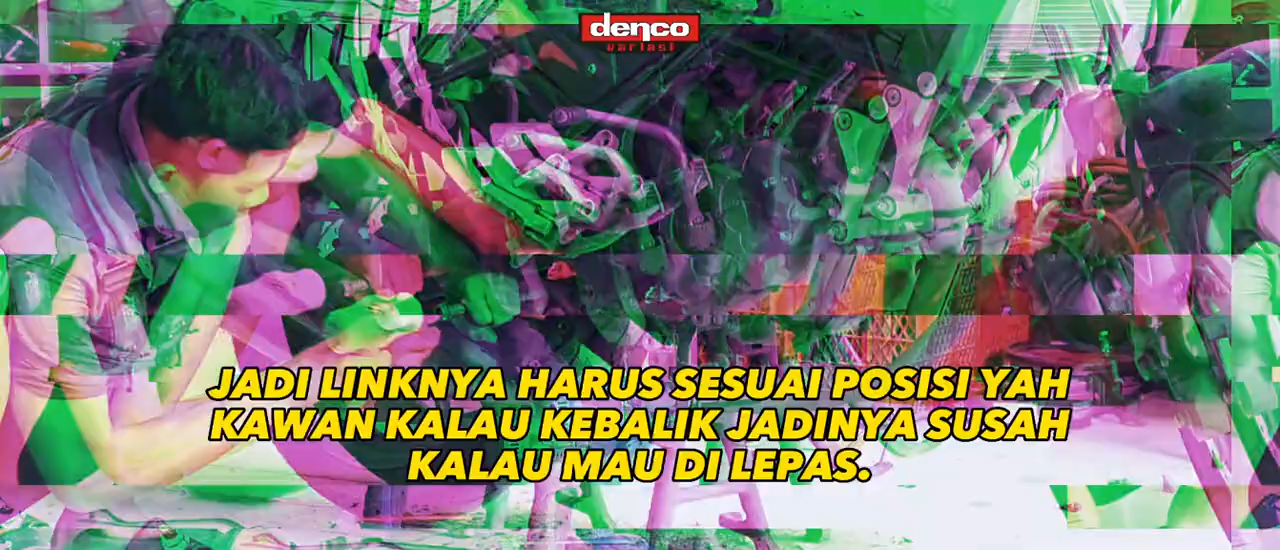 denco
variasi
JADI LINKNYA HARUS SESUAI POSISI YAH
KAWAN KALAU KEBALIK JADINYA SUSAH
KALAU MAU DI LEPAS.